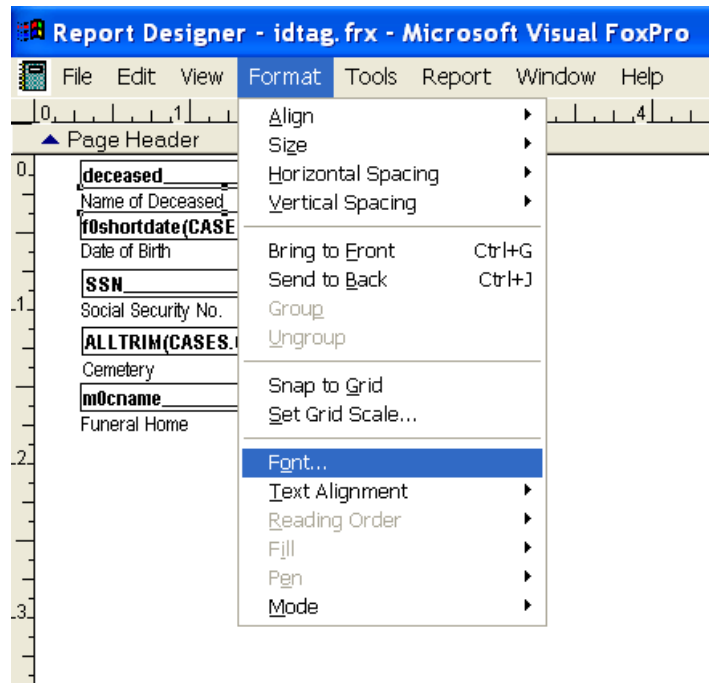 Report Designer - idtag.frx - Microsoft Visual FoxPro
File Edit View Format Tools Report Window Help
0 1 4
Page Header
0
deceased
Name of Deceased
f0shortdate(CASE
Date of Birth
SSN
1
Social Security No.
ALLTRIM(CASES.
Cemetery
m0cname
Funeral Home
2
3
Align
Size
Horizontal Spacing
Vertical Spacing
Bring to Front Ctrl+G
Send to Back Ctrl+J
Group
Ungroup
Snap to Grid
Set Grid Scale...
Font...
Text Alignment
Reading Order
Fill
Pen
Mode